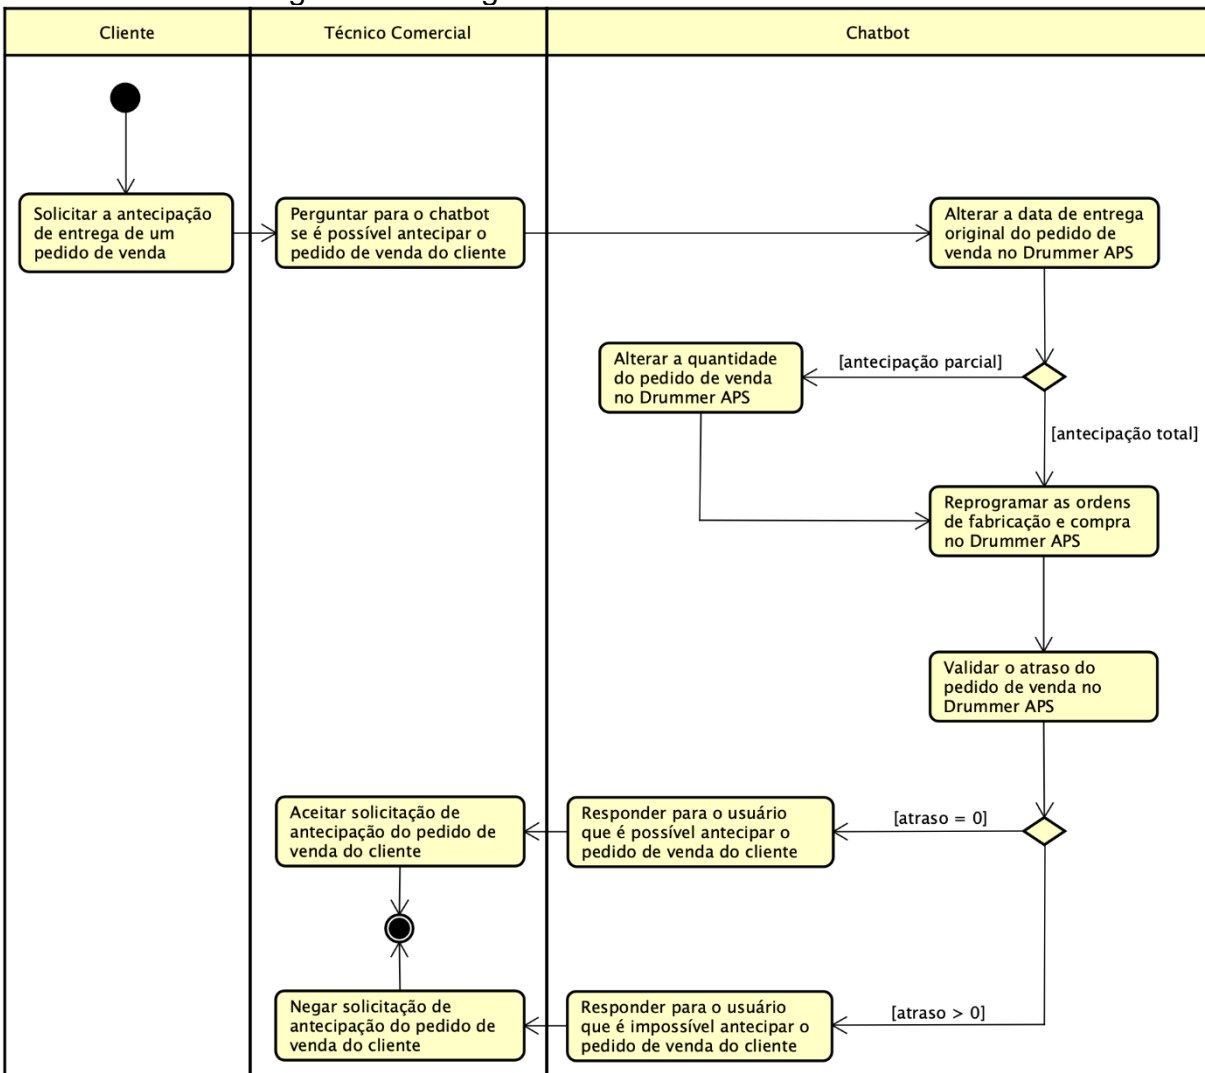 Cliente
Técnico Comercial
Chatbot
Solicitar a antecipação
de entrega de um
pedido de venda
Perguntar para o chatbot
se é possível antecipar o
pedido de venda do cliente
Alterar a data de entrega
original do pedido de
venda no Drummer APS
Alterar a quantidade
do pedido de venda
no Drummer APS
[antecipação parcial]
[antecipação total]
Reprogramar as ordens
de fabricação e compra
no Drummer APS
Validar o atraso do
pedido de venda no
Drummer APS
Aceitar solicitação de
antecipação do pedido de
venda do cliente
Responder para o usuário
que é possível antecipar o
pedido de venda do cliente
[atraso = 0]
Negar solicitação de
antecipação do pedido de
venda do cliente
Responder para o usuário
que é impossível antecipar o
pedido de venda do cliente
[atraso > 0]